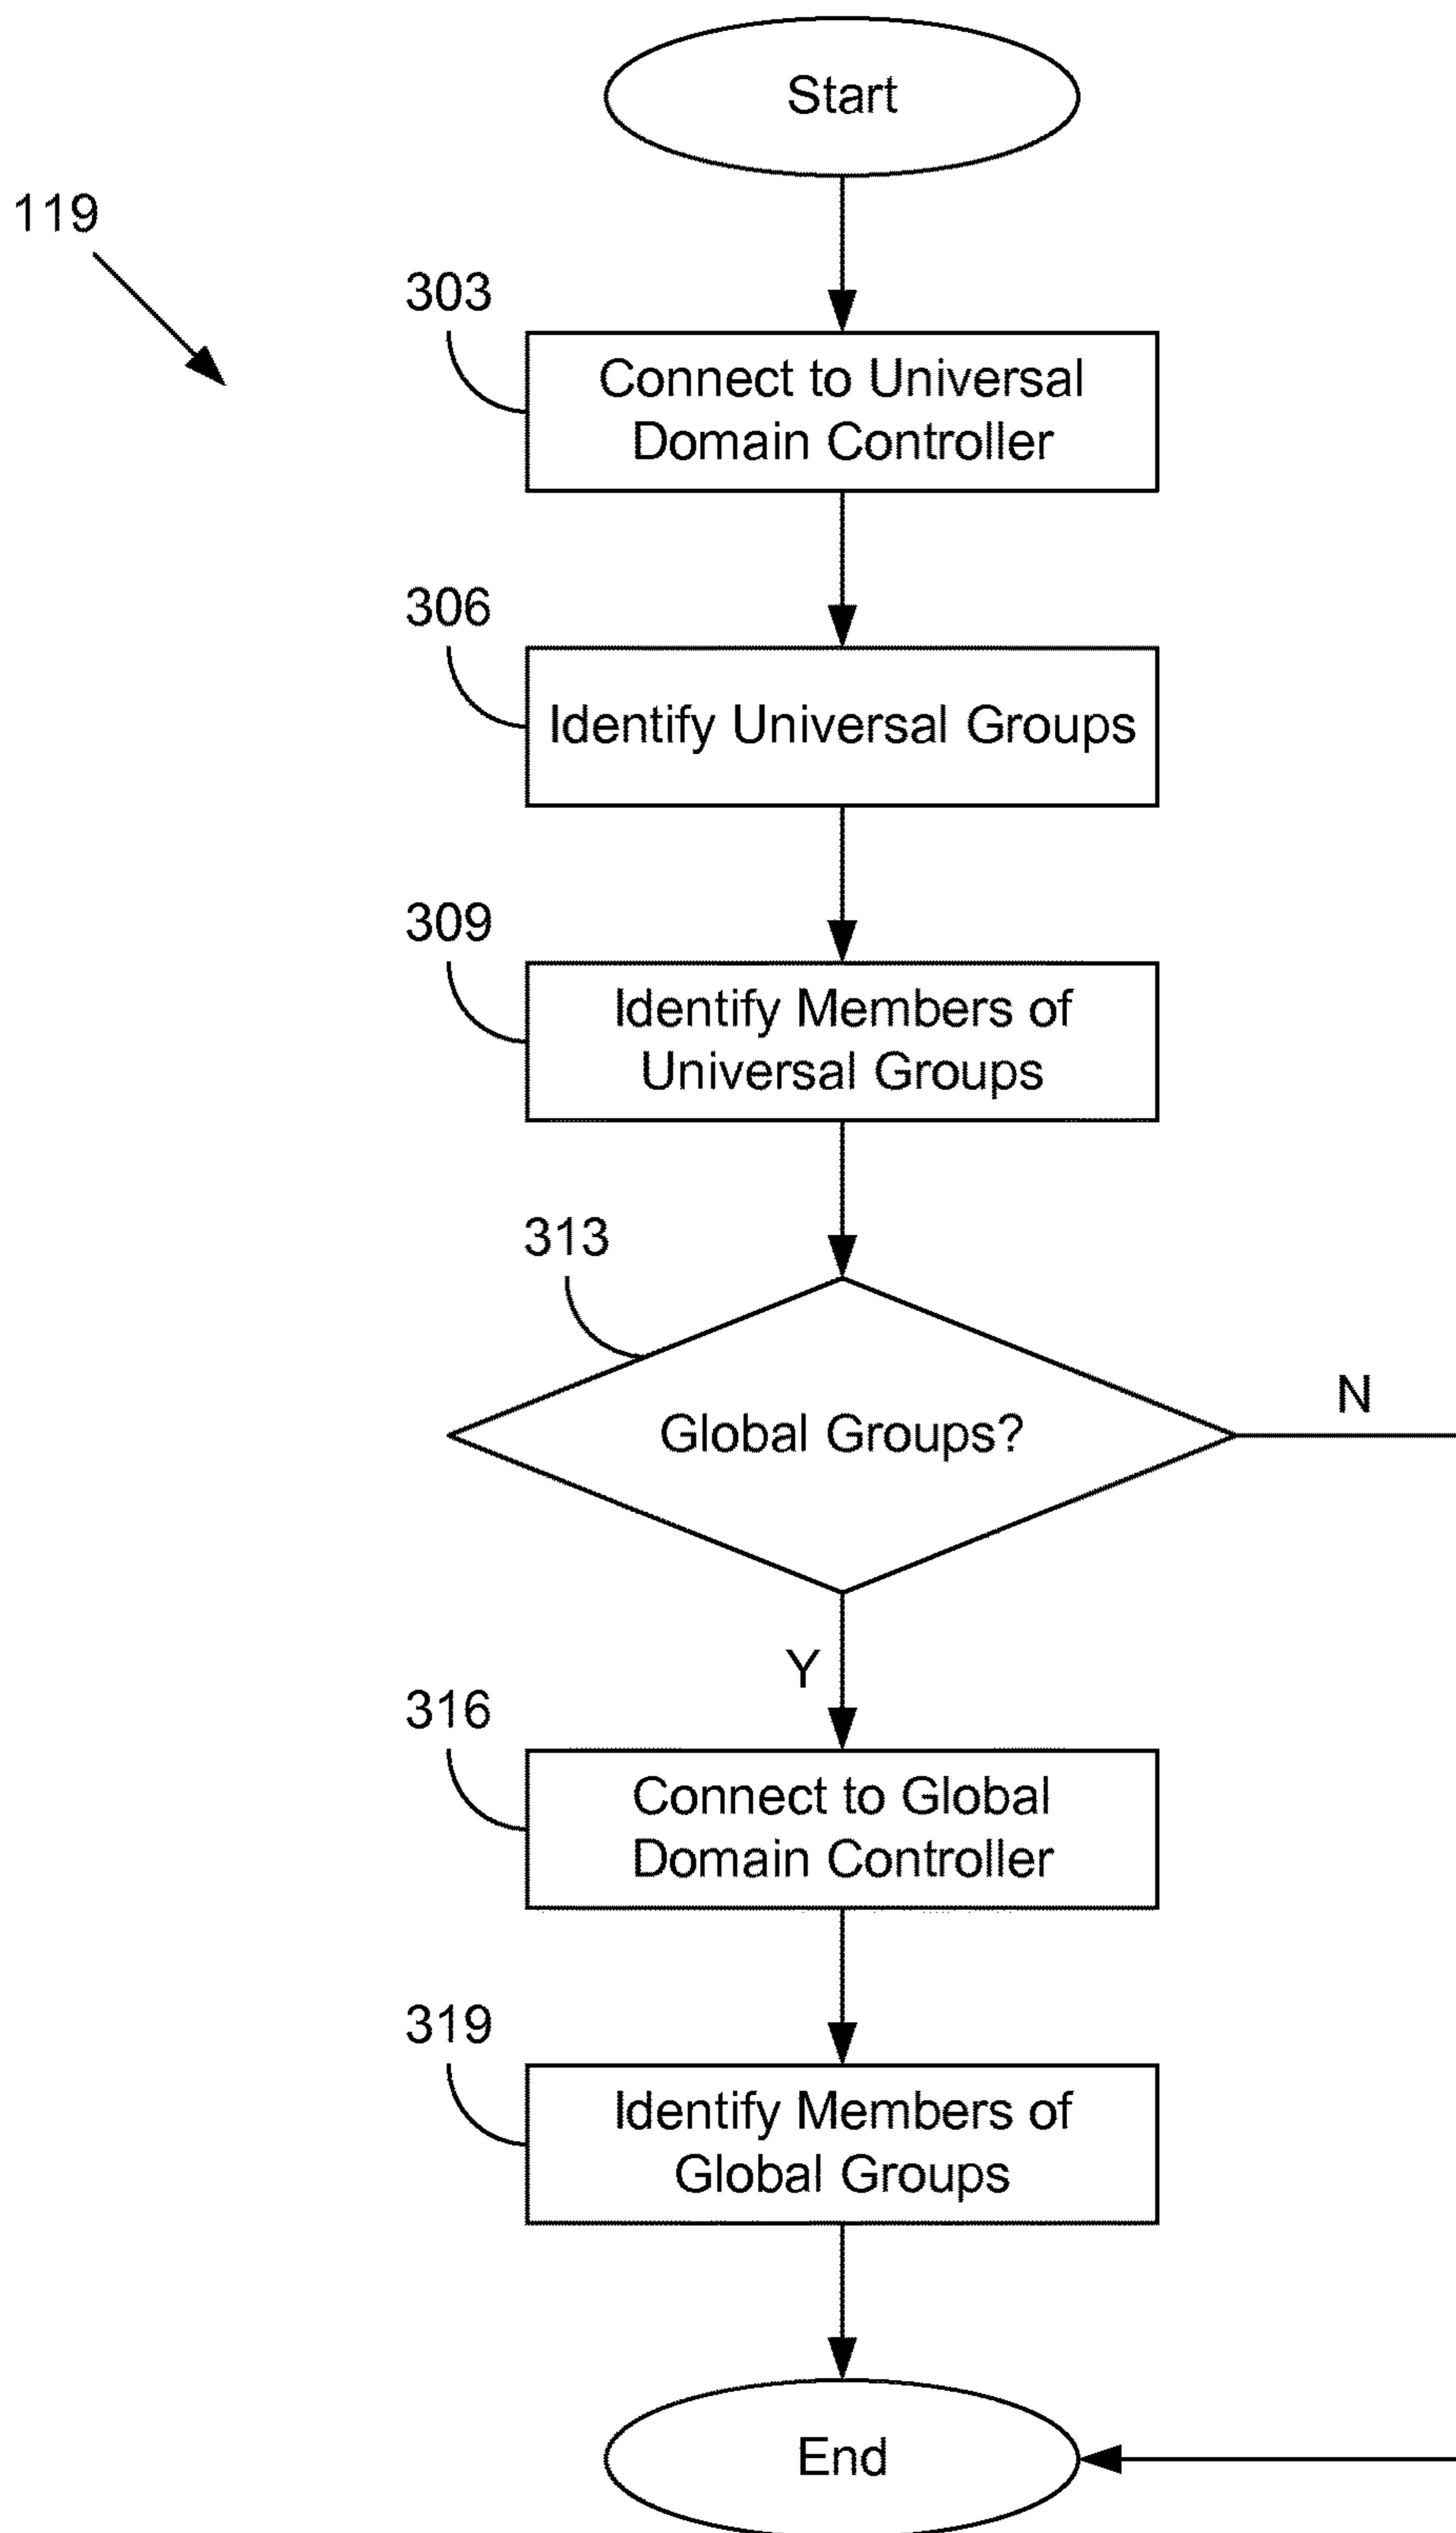 Start
119
303
Connect to Universal
Domain Controller
306
Identify Universal Groups
309
Identify Members of
Universal Groups
313
Global Groups?
N
Y
316
Connect to Global
Domain Controller
319
Identify Members of
Global Groups
End